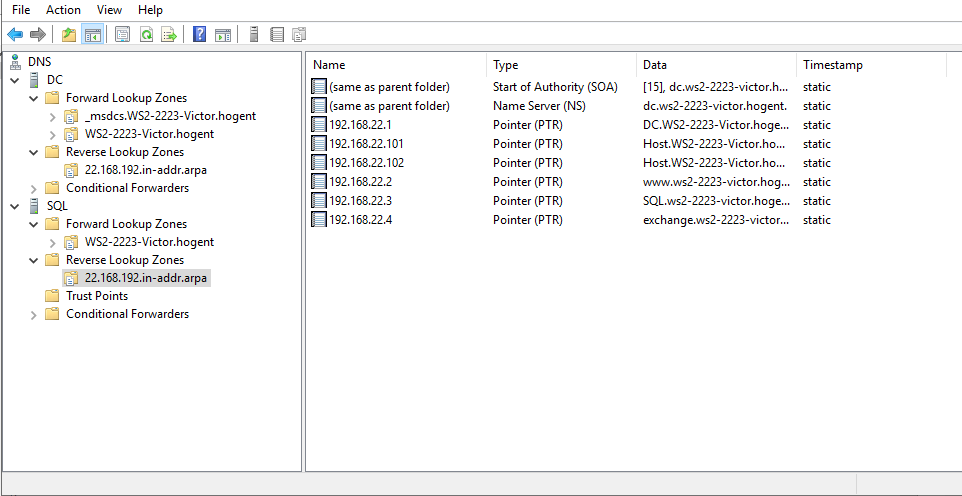 File Action View Help
DNS
DC
Forward Lookup Zones
_msdcs.WS2-2223-Victor.hogent
WS2-2223-Victor.hogent
Reverse Lookup Zones
22.168.192.in-addr.arpa
Conditional Forwarders
SQL
Forward Lookup Zones
WS2-2223-Victor.hogent
Reverse Lookup Zones
22.168.192.in-addr.arpa
Trust Points
Conditional Forwarders
Name Type Data Timestamp
(same as parent folder) Start of Authority (SOA) [15], dc.ws2-2223-victor.h... static
(same as parent folder) Name Server (NS) dc.ws2-2223-victor.hogent. static
192.168.22.1 Pointer (PTR) DC.WS2-2223-Victor.hoge... static
192.168.22.101 Pointer (PTR) Host.WS2-2223-Victor.ho... static
192.168.22.102 Pointer (PTR) Host.WS2-2223-Victor.ho... static
192.168.22.2 Pointer (PTR) www.ws2-2223-victor.hog... static
192.168.22.3 Pointer (PTR) SQL.ws2-2223-victor.hoge... static
192.168.22.4 Pointer (PTR) exchange.ws2-2223-victor... static